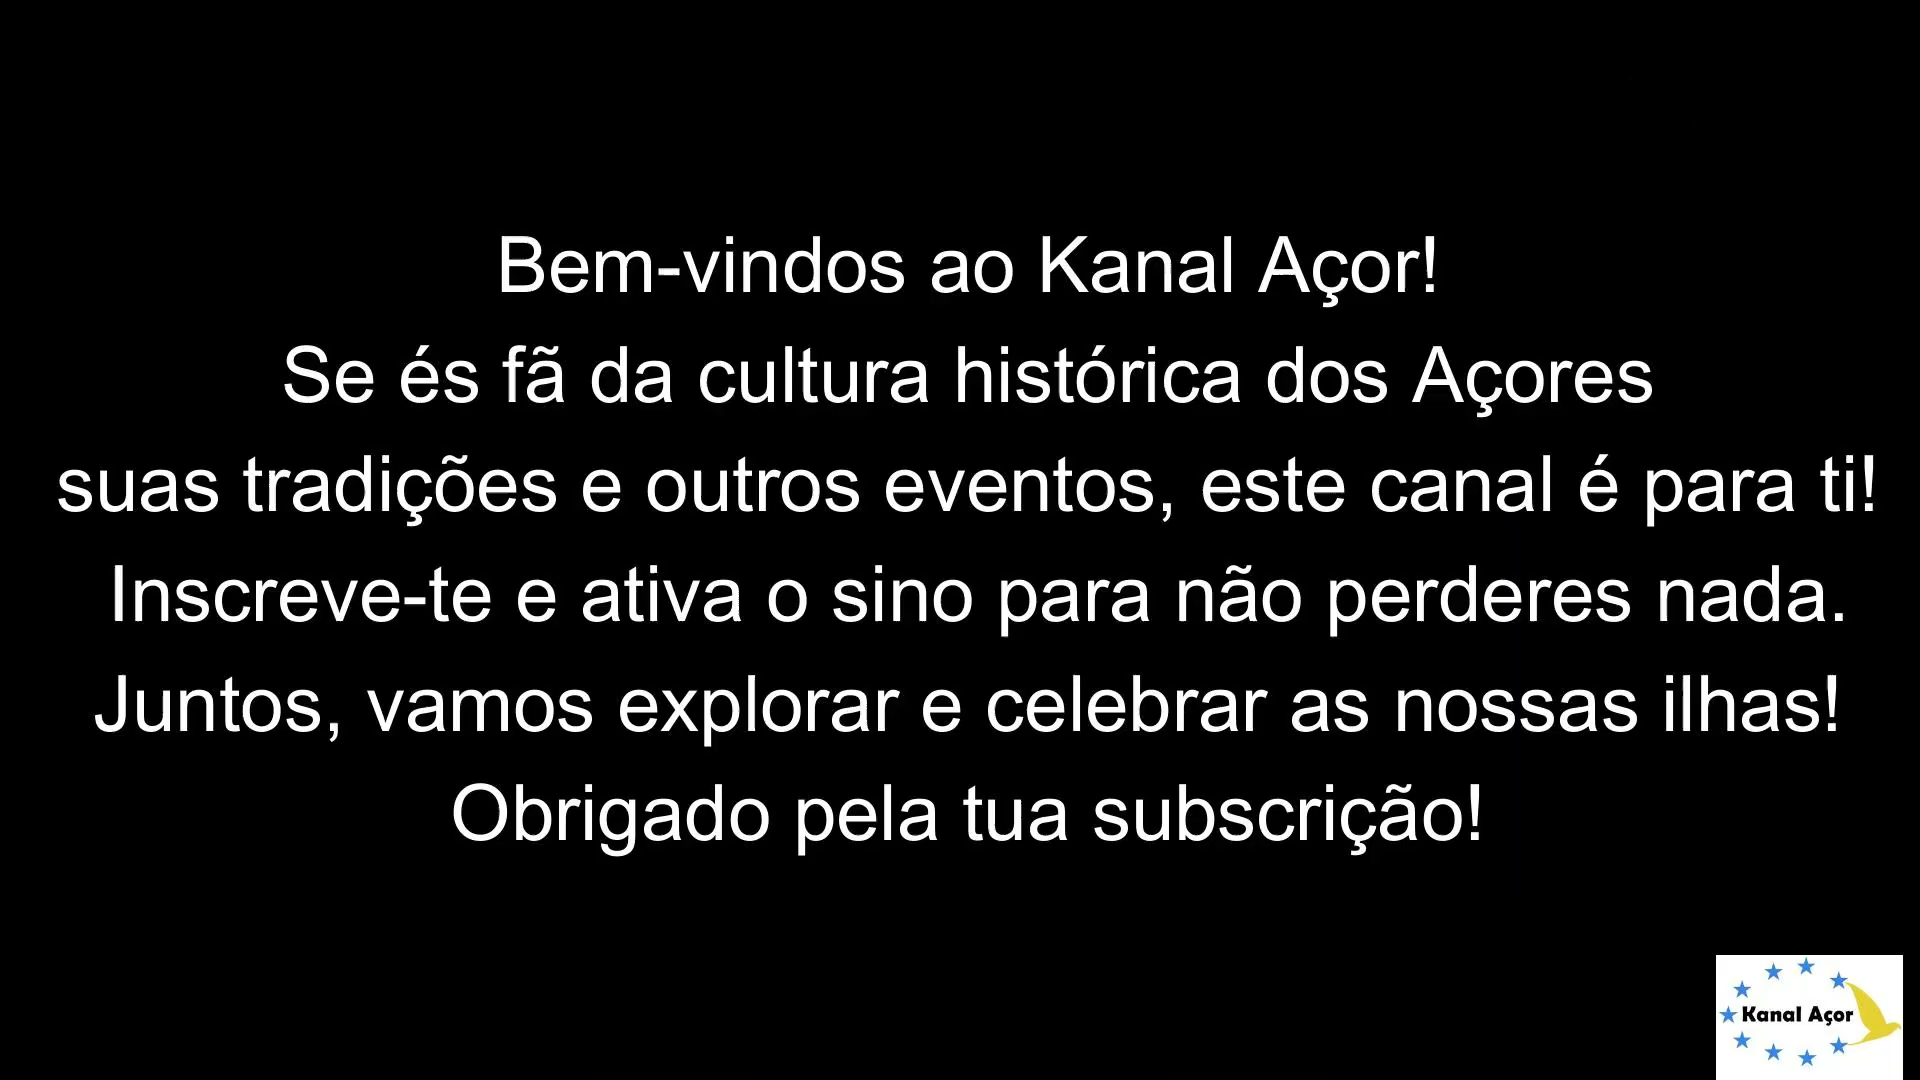 Bem-vindos ao Kanal Açor!
Se és fã da cultura histórica dos Açores
suas tradições e outros eventos, este canal é para ti!
Inscreve-te e ativa o sino para não perderes nada.
Juntos, vamos explorar e celebrar as nossas ilhas!
Obrigado pela tua subscrição!
Kanal Açor